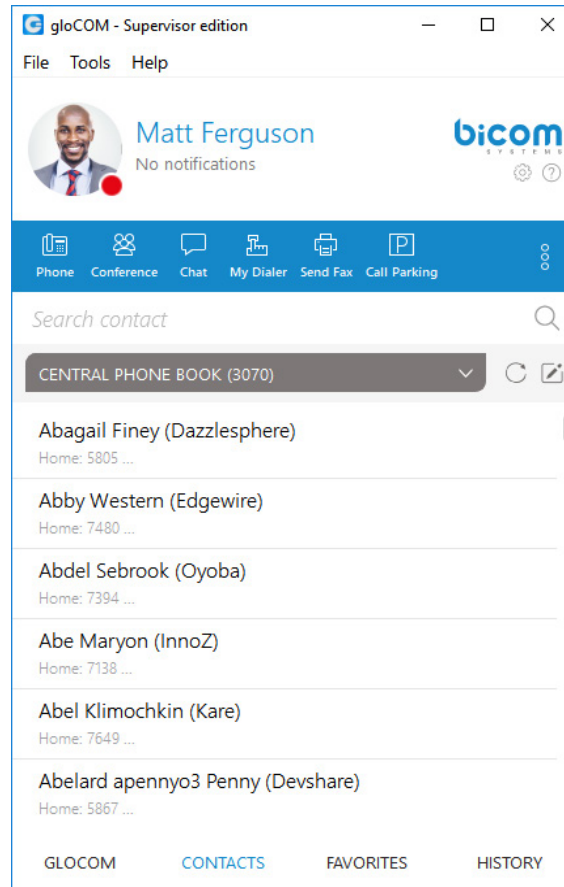 gloCOM - Supervisor edition
File Tools Help
Matt Ferguson
No notifications
bicom
SYSTEMS
Phone Conference Chat My Dialer Send Fax Call Parking
Search contact
CENTRAL PHONE BOOK (3070)
Abagail Finey (Dazzlesphere)
Home: 5805 ...
Abby Western (Edgewire)
Home: 7480 ...
Abdel Sebrook (Oyoba)
Home: 7394 ...
Abe Maryon (InnoZ)
Home: 7138 ...
Abel Klimochkin (Kare)
Home: 7649 ...
Abelard apennyo3 Penny (Devshare)
Home: 5867 ...
GLOCOM CONTACTS FAVORITES HISTORY